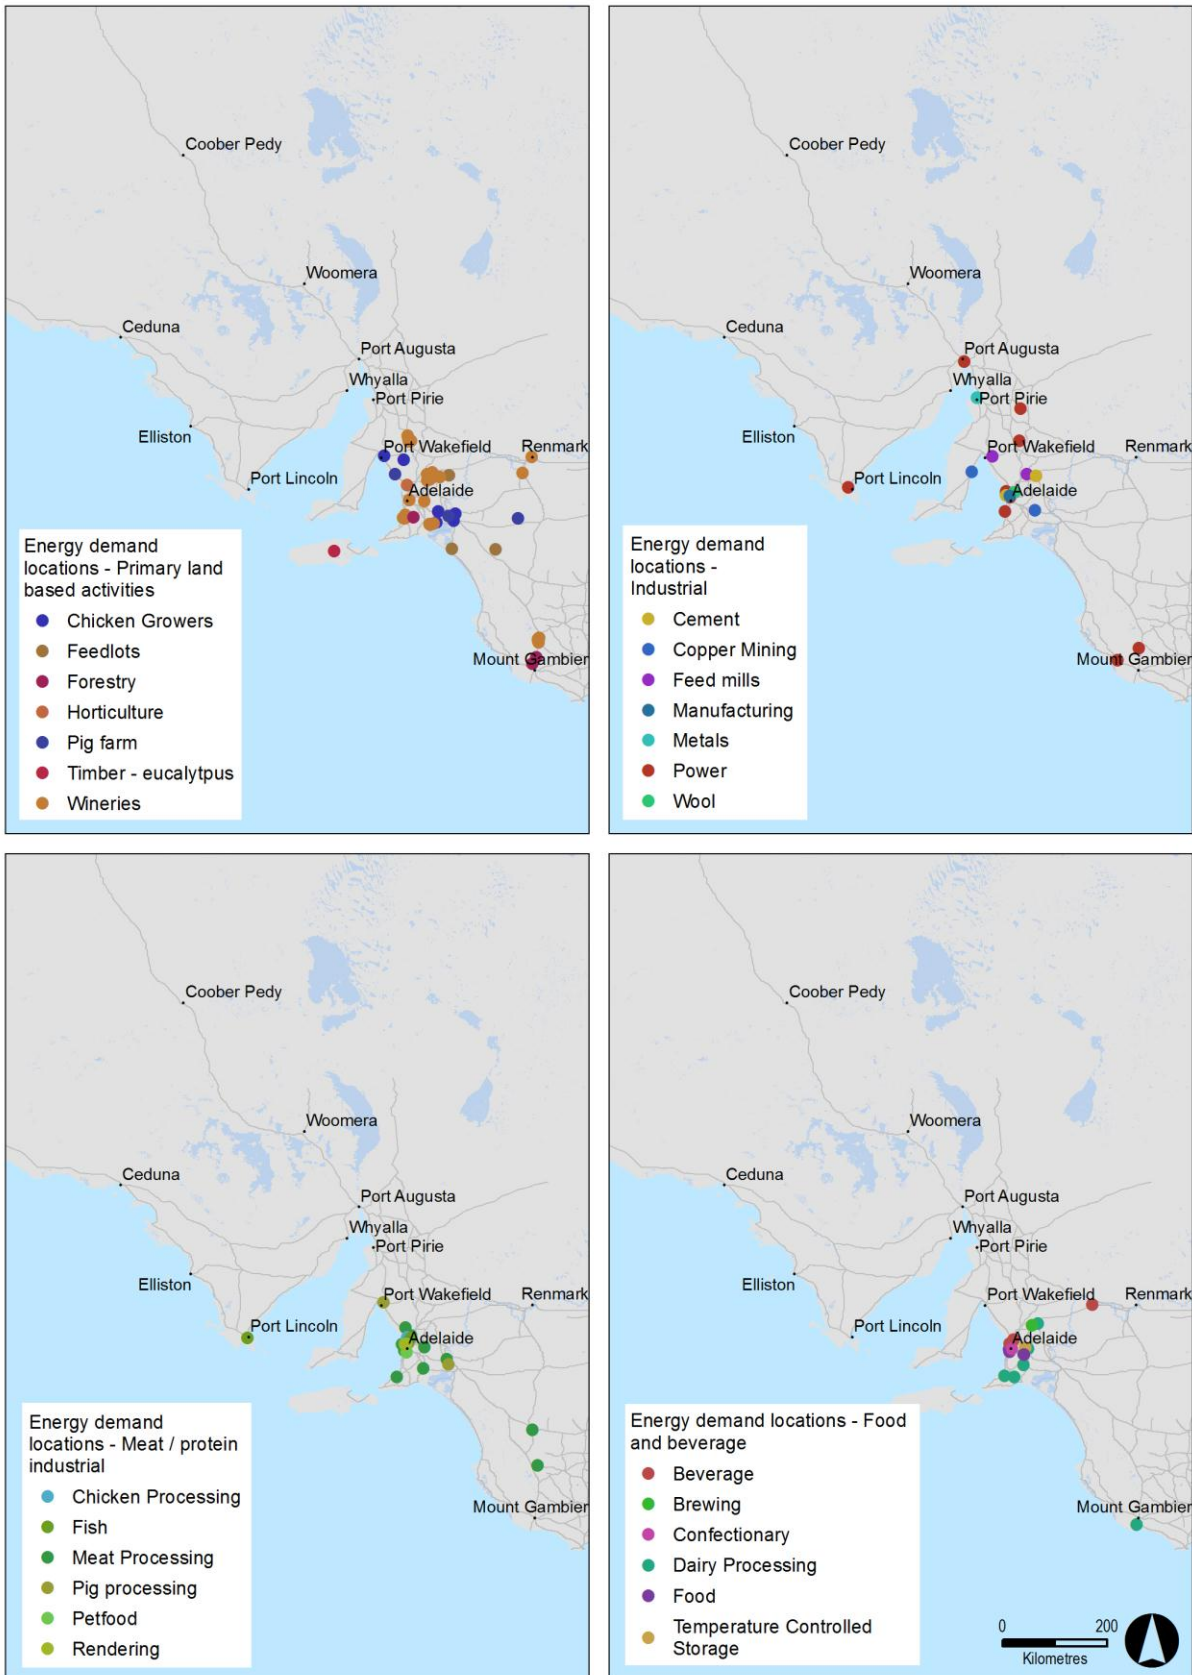 Coober Pedy
Woomera
Ceduna
Port Augusta
Whyalla
Port Pirie
Elliston
Port Wakefield
Renmark
Port Lincoln
Adelaide
Mount Gambier
Energy demand
locations - Primary land
based activities
Chicken Growers
Feedlots
Forestry
Horticulture
Pig farm
Timber - eucalytpus
Wineries
Coober Pedy
Woomera
Ceduna
Port Augusta
Whyalla
Port Pirie
Elliston
Port Wakefield
Renmark
Port Lincoln
Adelaide
Mount Gambier
Energy demand
locations -
Industrial
Cement
Copper Mining
Feed mills
Manufacturing
Metals
Power
Wool
Coober Pedy
Woomera
Ceduna
Port Augusta
Whyalla
Port Pirie
Elliston
Port Wakefield
Renmark
Port Lincoln
Adelaide
Mount Gambier
Energy demand
locations - Meat / protein
industrial
Chicken Processing
Fish
Meat Processing
Pig processing
Petfood
Rendering
Coober Pedy
Woomera
Ceduna
Port Augusta
Whyalla
Port Pirie
Elliston
Port Wakefield
Renmark
Port Lincoln
Adelaide
Mount Gambier
Energy demand locations - Food
and beverage
Beverage
Brewing
Confectionary
Dairy Processing
Food
Temperature Controlled
Storage
0 200
Kilometres